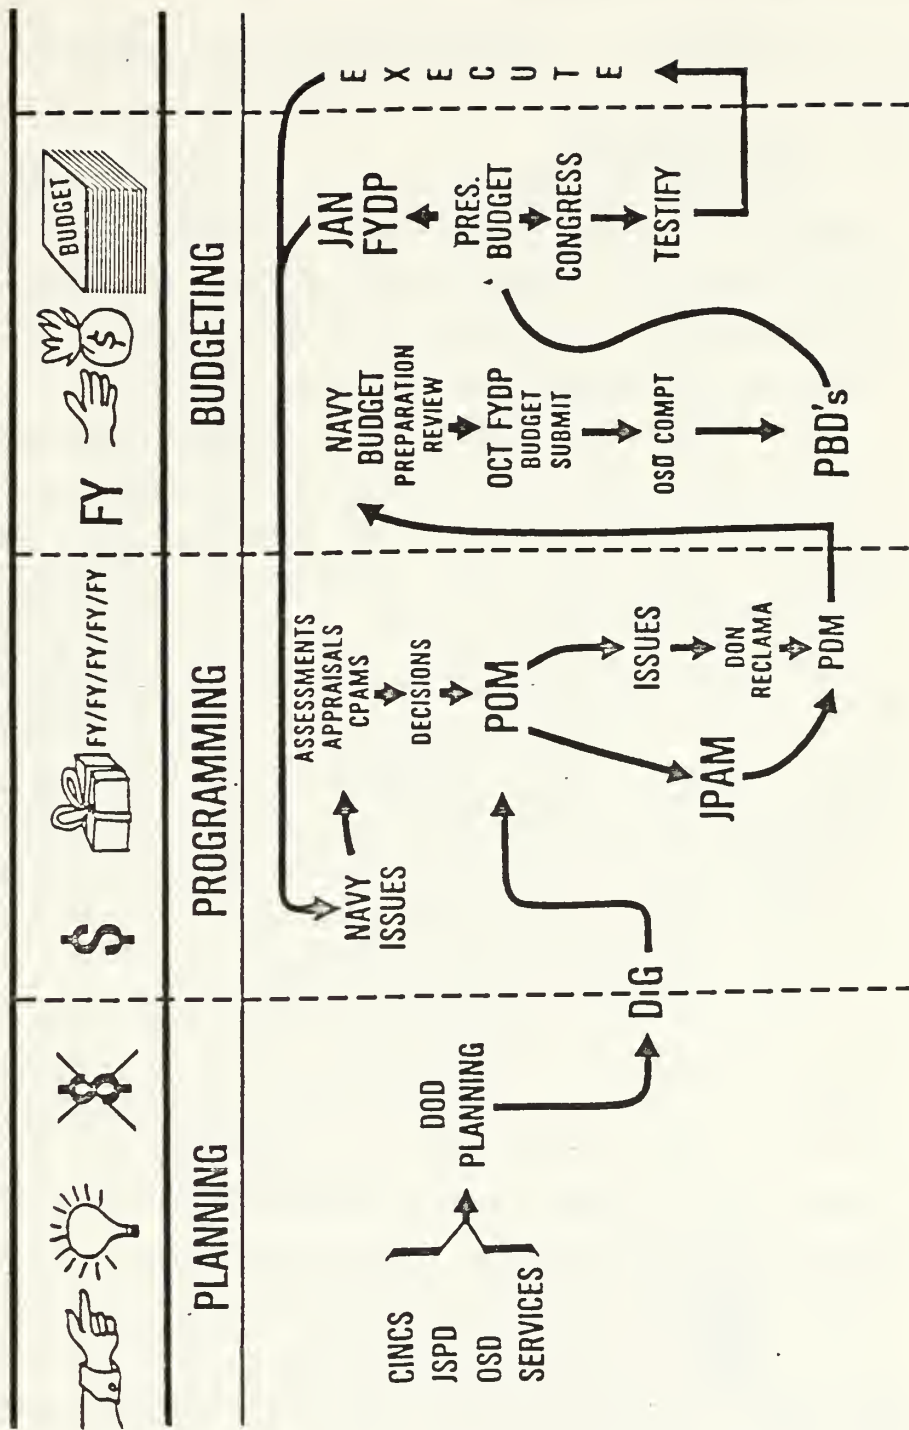 FY/FY/FY/FY/FY
FY
$
BUDGET
PLANNING
PROGRAMMING
BUDGETING
CINCS
JSPD
OSD
SERVICES
DOD
PLANNING
DIG
NAVY
ISSUES
ASSESSMENTS
APPRAISALS
CPAMS
DECISIONS
POM
JPAM
ISSUES
DON
RECLAMA
PDM
NAVY
BUDGET
PREPARATION
REVIEW
OCT FYDP
BUDGET
SUBMIT
OSD COMPT
PBD's
JAN
FYDP
PRES.
BUDGET
CONGRESS
TESTIFY
EXECUTE